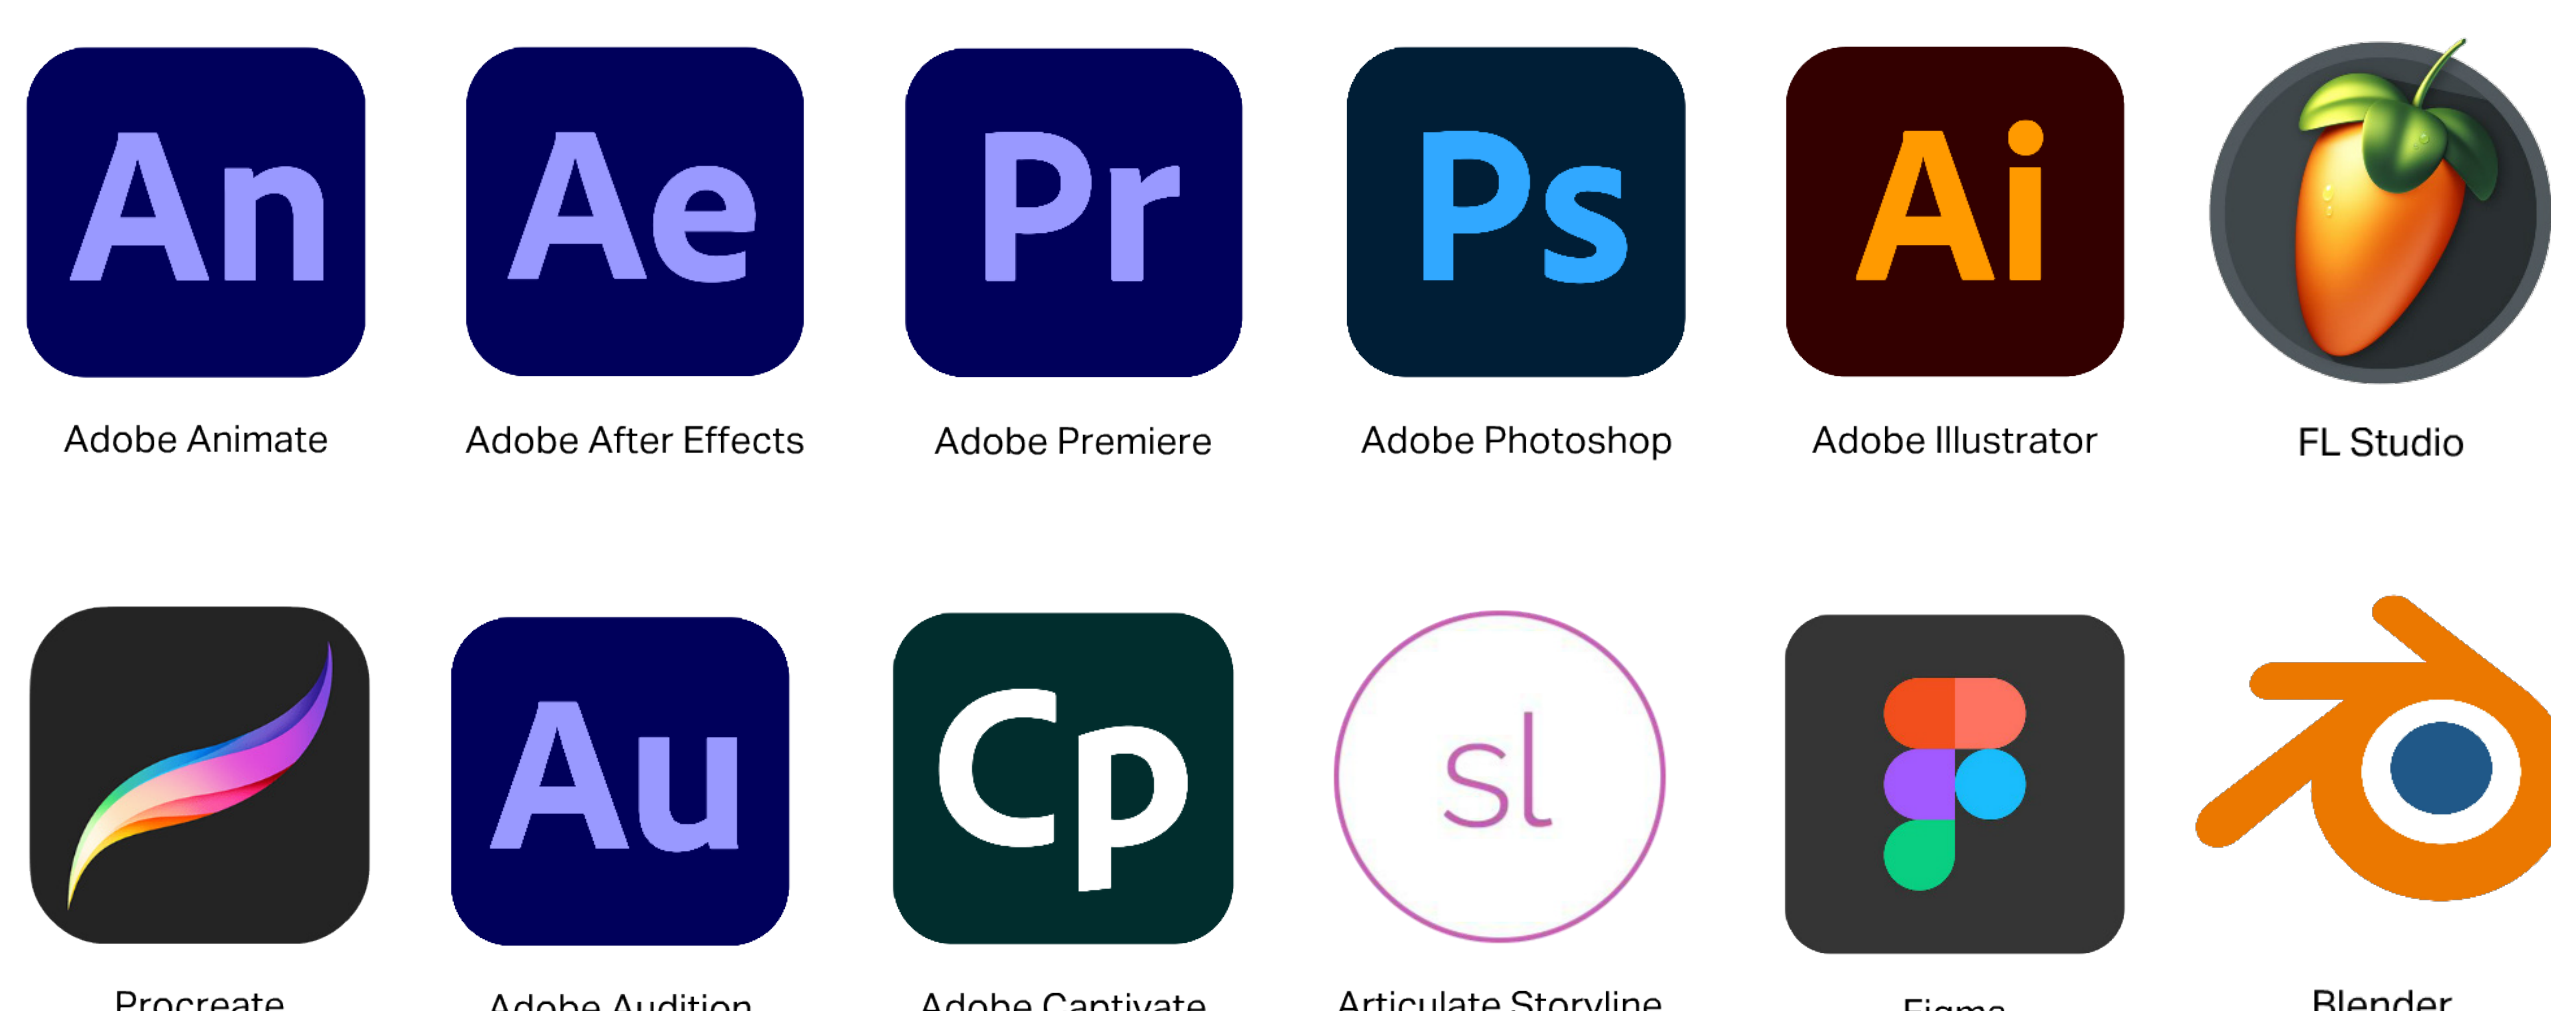 An
Ae
Pr
Ps
Ai
Adobe Animate
Adobe After Effects
Adobe Premiere
Adobe Photoshop
Adobe Illustrator
FL Studio
Au
Cp
sl
Procreate
Adobe Audition
Adobe Captivate
Articulate Storyline
Figma
Blender